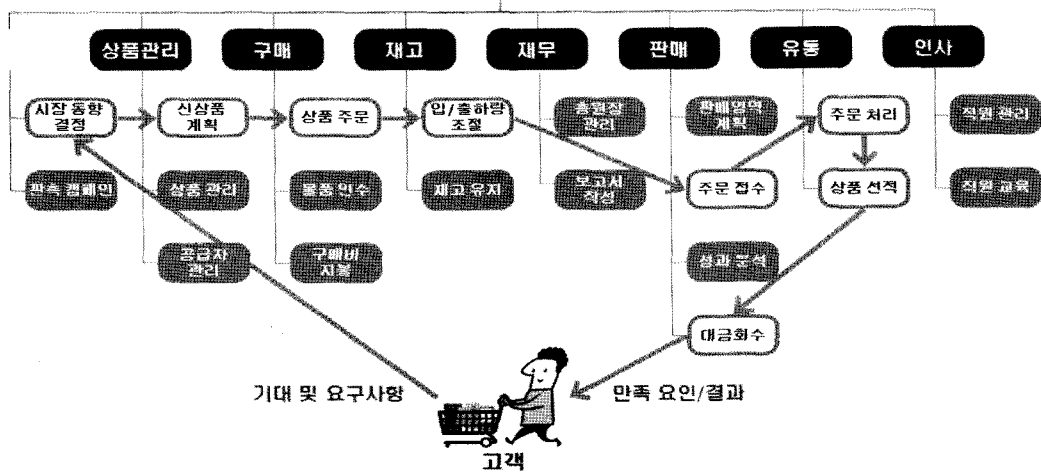 상품관리
구매
재고
재무
판매
유통
인사
시장 동향
결정
신상품
계획
상품 주문
입/출하량
조절
총원장
관리
판매영역
계획
주문 처리
직원 관리
판촉 캠페인
상품 관리
물품 인수
재고 유지
보고서
작성
주문 접수
상품 선적
직원 교육
공급자
관리
구매비
지불
성과 분석
대금회수
기대 및 요구사항
만족 요인/결과
고객